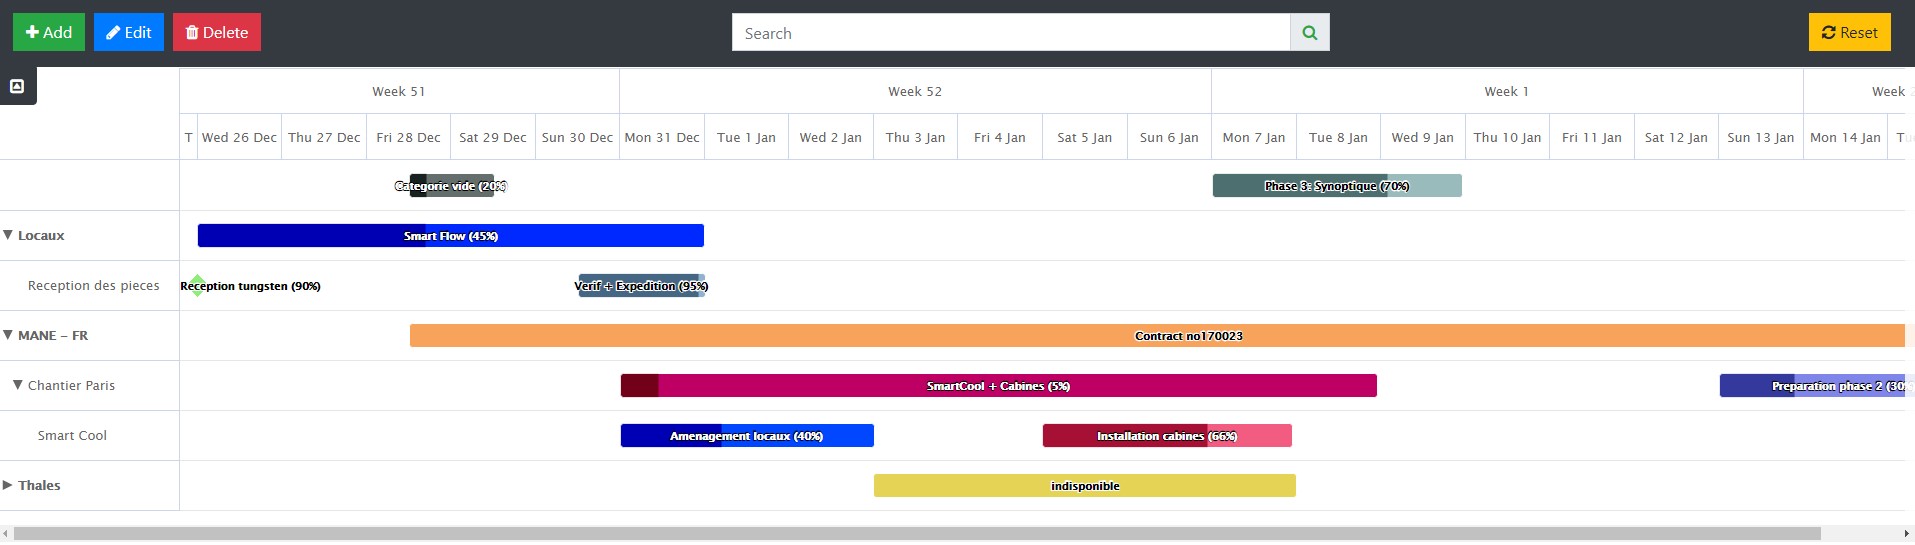 Add Edit Delete Search Reset
Week 51 Week 52 Week 1 Week
T Wed 26 Dec Thu 27 Dec Fri 28 Dec Sat 29 Dec Sun 30 Dec Mon 31 Dec Tue 1 Jan Wed 2 Jan Thu 3 Jan Fri 4 Jan Sat 5 Jan Sun 6 Jan Mon 7 Jan Tue 8 Jan Wed 9 Jan Thu 10 Jan Fri 11 Jan Sat 12 Jan Sun 13 Jan Mon 14 Jan Tu
Categorie vide (20%) Phase 3: Synoptique (70%)
Locaux Smart Flow (45%)
Reception des pieces Reception tungsten (90%) Verif + Expedition (95%)
MANE – FR Contract no170023
Chantier Paris SmartCool + Cabines (5%) Preparation phase 2 (30%
Smart Cool Amenagement locaux (40%) Installation cabines (66%)
Thales indisponible